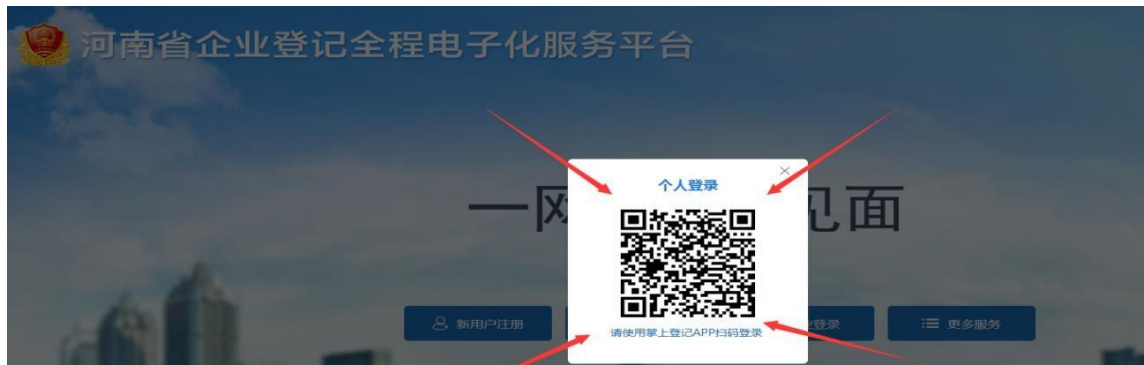 河南省企业登记全程电子化服务平台
个人登录
一网
见面
新用户注册
登录
更多服务
请使用掌上登记APP扫码登录